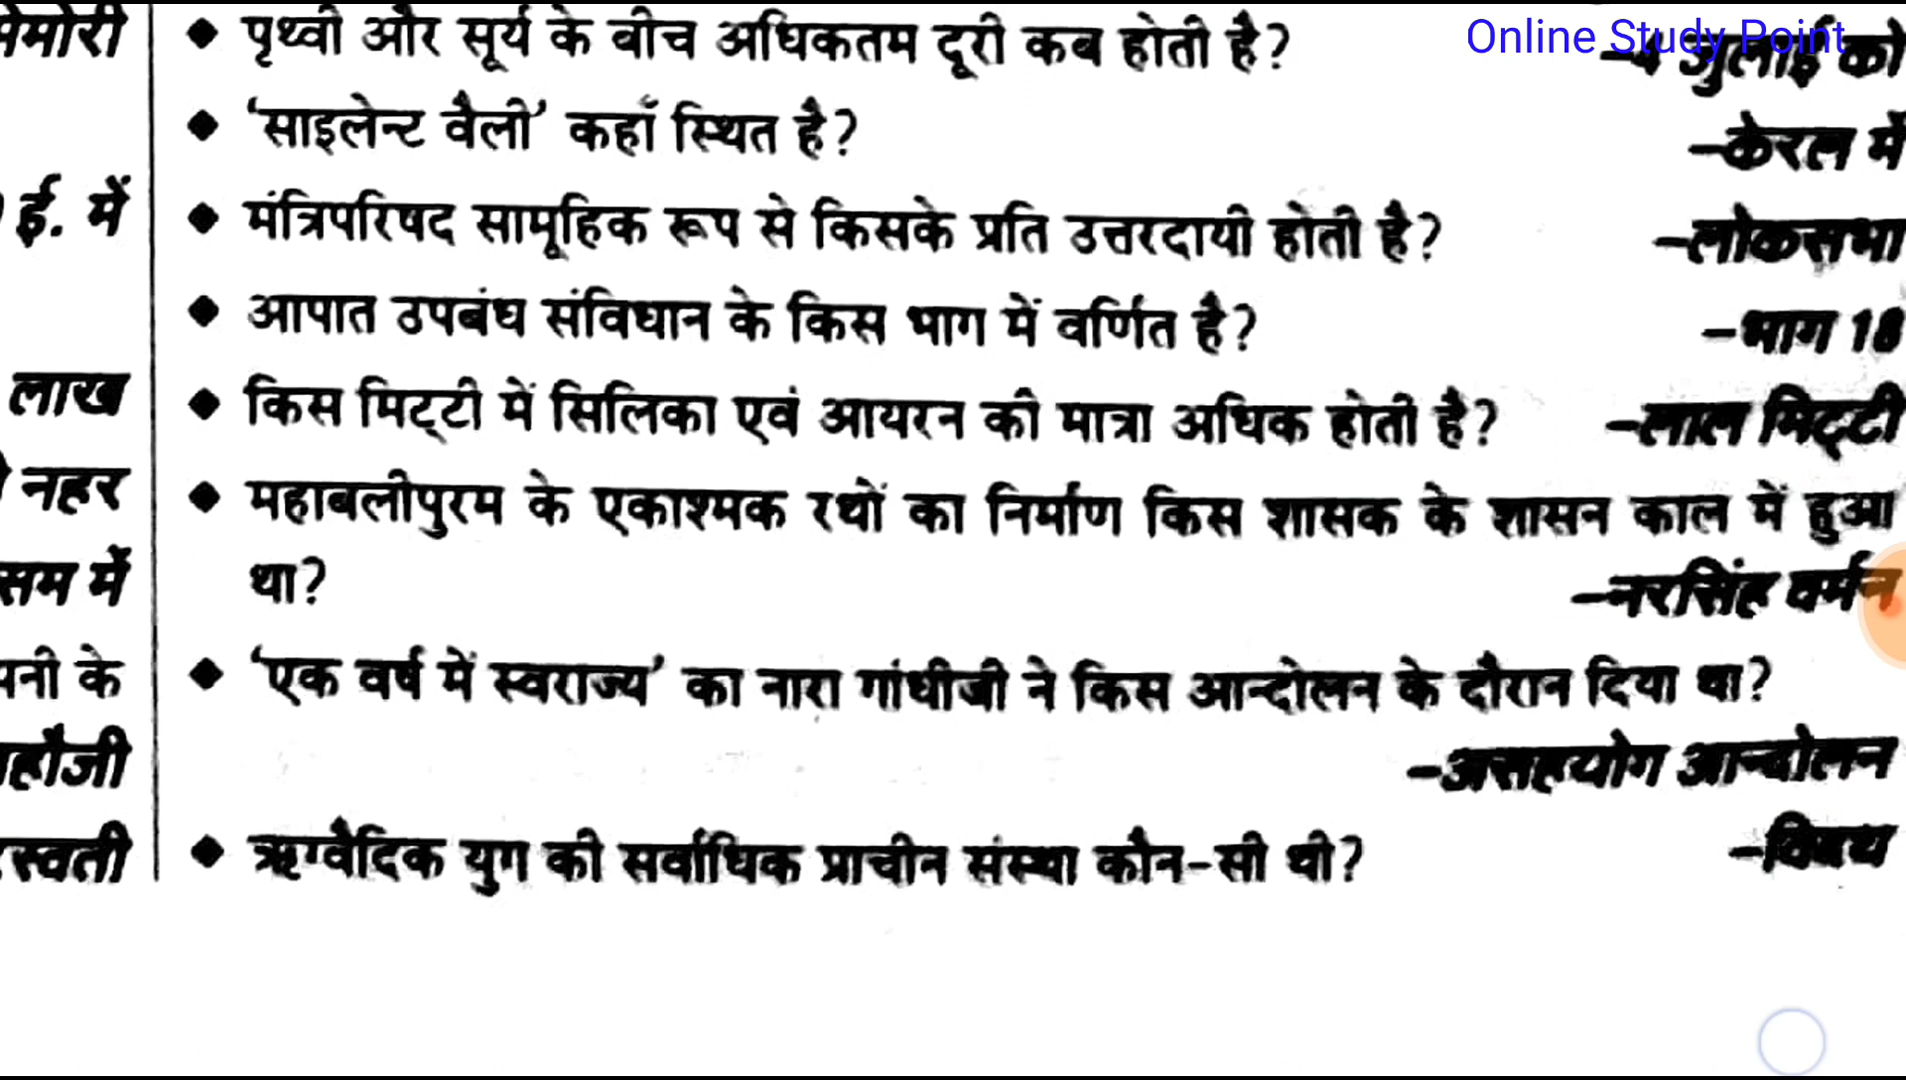 मेमोरी
ई. में
लाख
नहर
में
के
स्वती
Online Study Point
◆ पृथ्वी और सूर्य के बीच अधिकतम दूरी कब होती है? –4 जुलाई को
◆ ‘साइलेन्ट वैली’ कहाँ स्थित है? –केरल में
◆ मंत्रिपरिषद सामूहिक रूप से किसके प्रति उत्तरदायी होती है? –लोकसभा
◆ आपात उपबंध संविधान के किस भाग में वर्णित है? –भाग 18
◆ किस मिट्टी में सिलिका एवं आयरन की मात्रा अधिक होती है? –लाल मिट्टी
◆ महाबलीपुरम के एकाश्मक रथों का निर्माण किस शासक के शासन काल में हुआ
था? –नरसिंह वर्मन
◆ ‘एक वर्ष में स्वराज्य’ का नारा गांधीजी ने किस आन्दोलन के दौरान दिया था?
–असहयोग आन्दोलन
◆ ऋग्वैदिक युग की सर्वाधिक प्राचीन संस्था कौन-सी थी? –विदथ